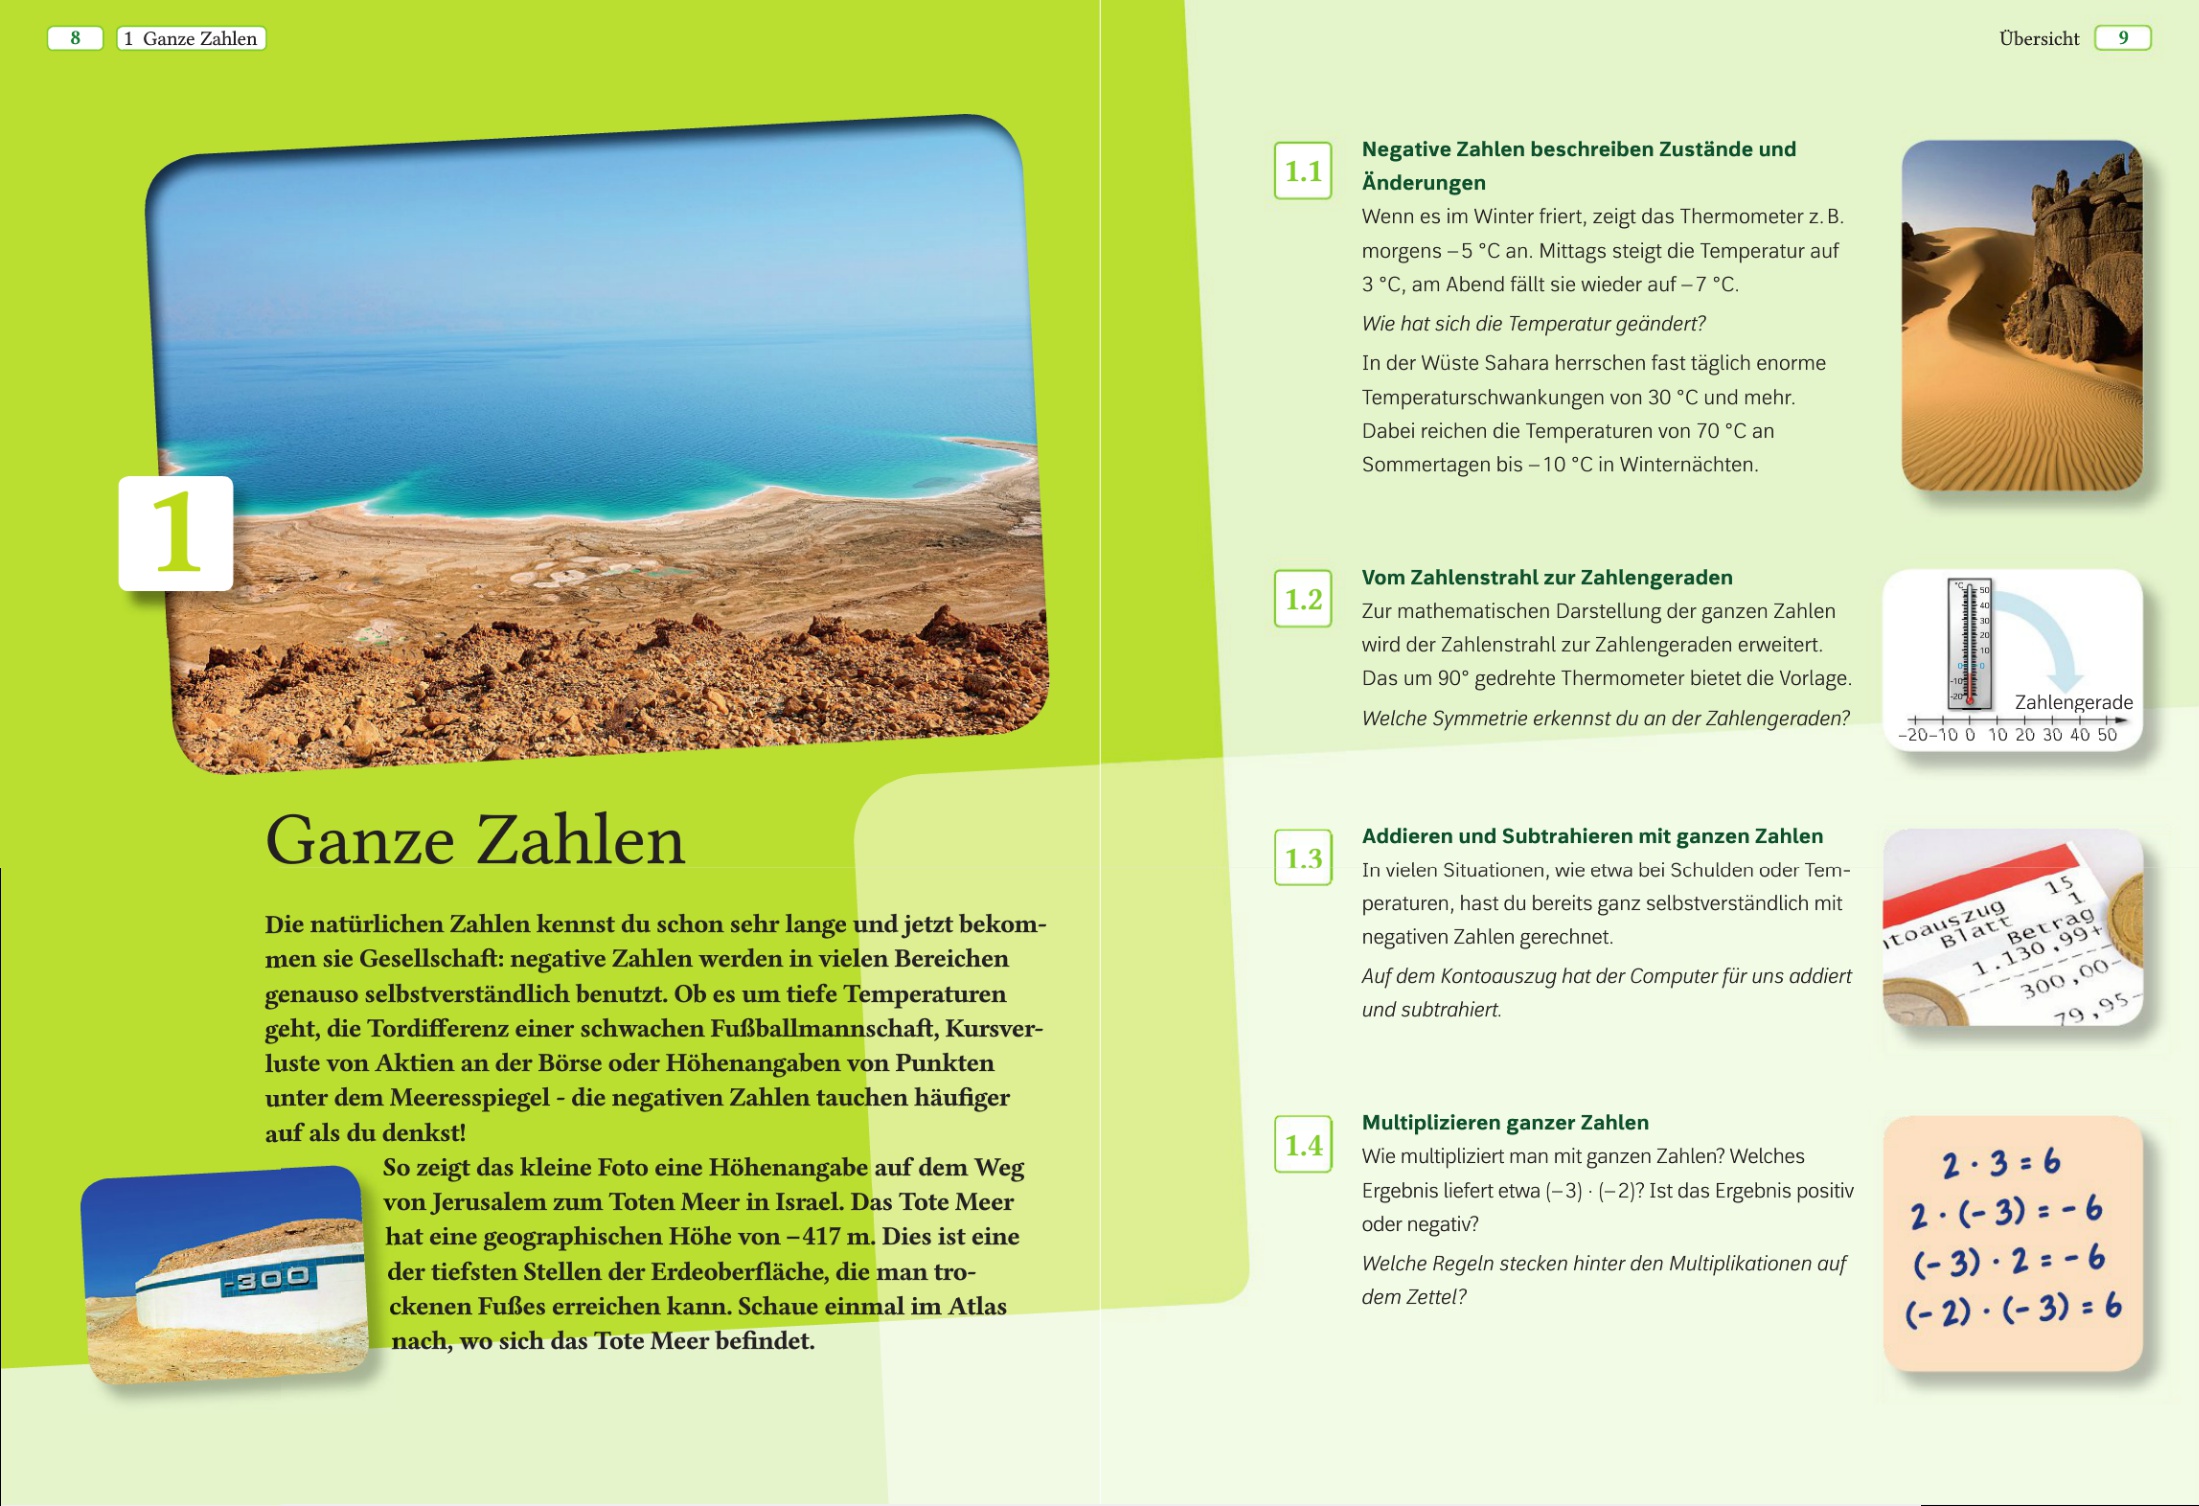 8
1 Ganze Zahlen
1
Ganze Zahlen
Die natürlichen Zahlen kennst du schon sehr lange und jetzt bekom-
men sie Gesellschaft: negative Zahlen werden in vielen Bereichen
genauso selbstverständlich benutzt. Ob es um tiefe Temperaturen
geht, die Tordifferenz einer schwachen Fußballmannschaft, Kursver-
luste von Aktien an der Börse oder Höhenangaben von Punkten
unter dem Meeresspiegel - die negativen Zahlen tauchen häufiger
auf als du denkst!
So zeigt das kleine Foto eine Höhenangabe auf dem Weg
von Jerusalem zum Toten Meer in Israel. Das Tote Meer
hat eine geographischen Höhe von –417 m. Dies ist eine
der tiefsten Stellen der Erdeoberfläche, die man tro-
ckenen Fußes erreichen kann. Schaue einmal im Atlas
nach, wo sich das Tote Meer befindet.
-300
Übersicht
9
1.1
Negative Zahlen beschreiben Zustände und
Änderungen
Wenn es im Winter friert, zeigt das Thermometer z. B.
morgens –5 °C an. Mittags steigt die Temperatur auf
3 °C, am Abend fällt sie wieder auf –7 °C.
Wie hat sich die Temperatur geändert?
In der Wüste Sahara herrschen fast täglich enorme
Temperaturschwankungen von 30 °C und mehr.
Dabei reichen die Temperaturen von 70 °C an
Sommertagen bis –10 °C in Winternächten.
1.2
Vom Zahlenstrahl zur Zahlengeraden
Zur mathematischen Darstellung der ganzen Zahlen
wird der Zahlenstrahl zur Zahlengeraden erweitert.
Das um 90° gedrehte Thermometer bietet die Vorlage.
Welche Symmetrie erkennst du an der Zahlengeraden?
°C
50
40
30
20
10
0 0
-10
-20
Zahlengerade
–20 –10 0 10 20 30 40 50
1.3
Addieren und Subtrahieren mit ganzen Zahlen
In vielen Situationen, wie etwa bei Schulden oder Tem-
peraturen, hast du bereits ganz selbstverständlich mit
negativen Zahlen gerechnet.
Auf dem Kontoauszug hat der Computer für uns addiert
und subtrahiert.
ntoauszug 15
Blatt 1
Betrag
1.130,99+
300,00-
79,95-
1.4
Multiplizieren ganzer Zahlen
Wie multipliziert man mit ganzen Zahlen? Welches
Ergebnis liefert etwa (–3) · (–2)? Ist das Ergebnis positiv
oder negativ?
Welche Regeln stecken hinter den Multiplikationen auf
dem Zettel?
2 · 3 = 6
2 · (- 3) = - 6
(- 3) · 2 = - 6
(- 2) · (- 3) = 6